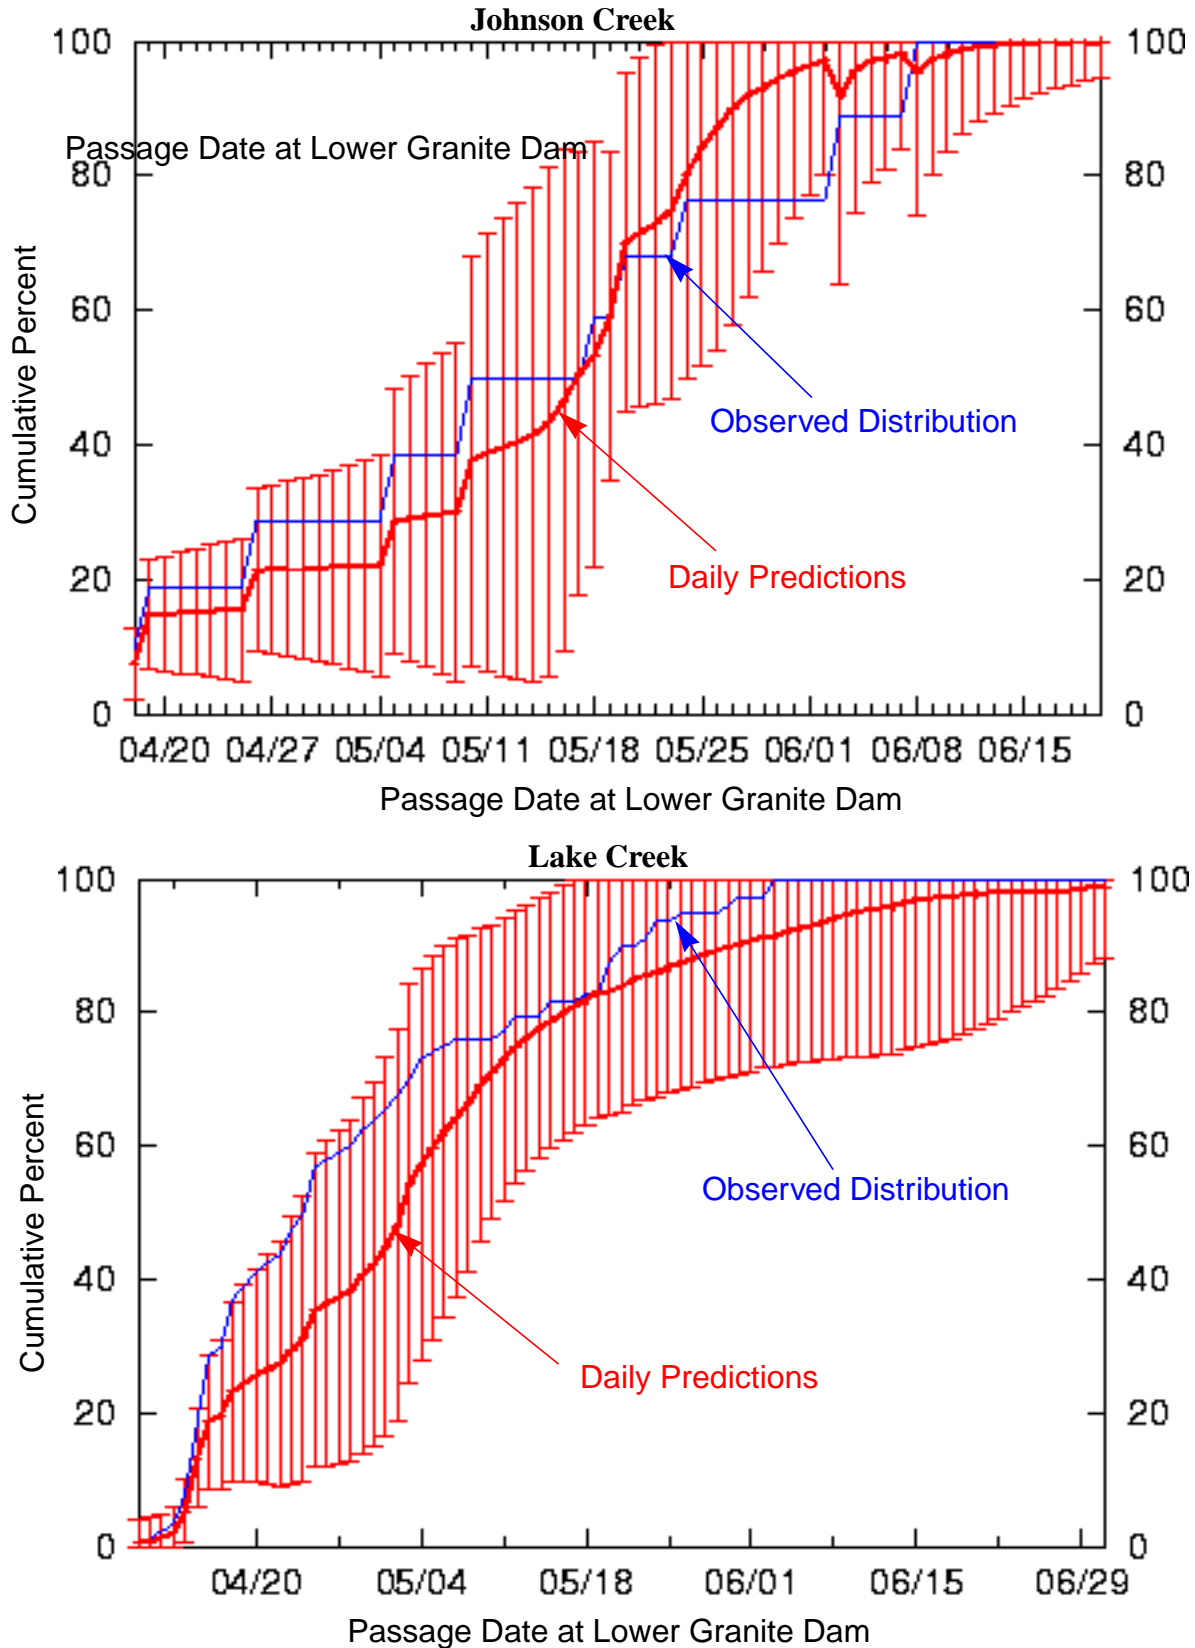 Johnson Creek
100 100
Passage Date at Lower Granite Dam
80 80
60 60
Observed Distribution
40 40
Daily Predictions
20 20
0 0
Cumulative Percent
04/20 04/27 05/04 05/11 05/18 05/25 06/01 06/08 06/15
Passage Date at Lower Granite Dam
Lake Creek
100 100
80 80
60 60
Observed Distribution
40 40
Daily Predictions
20 20
0 0
Cumulative Percent
04/20 05/04 05/18 06/01 06/15 06/29
Passage Date at Lower Granite Dam